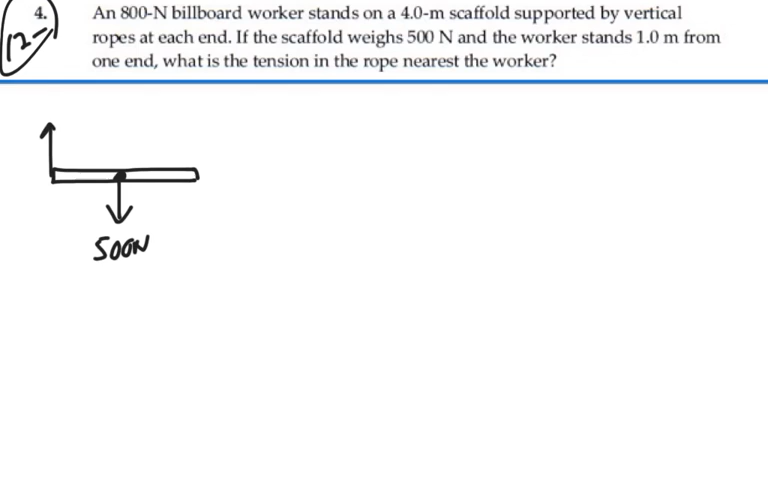 4. An 800-N billboard worker stands on a 4.0-m scaffold supported by vertical
ropes at each end. If the scaffold weighs 500 N and the worker stands 1.0 m from
one end, what is the tension in the rope nearest the worker?
12-
500N